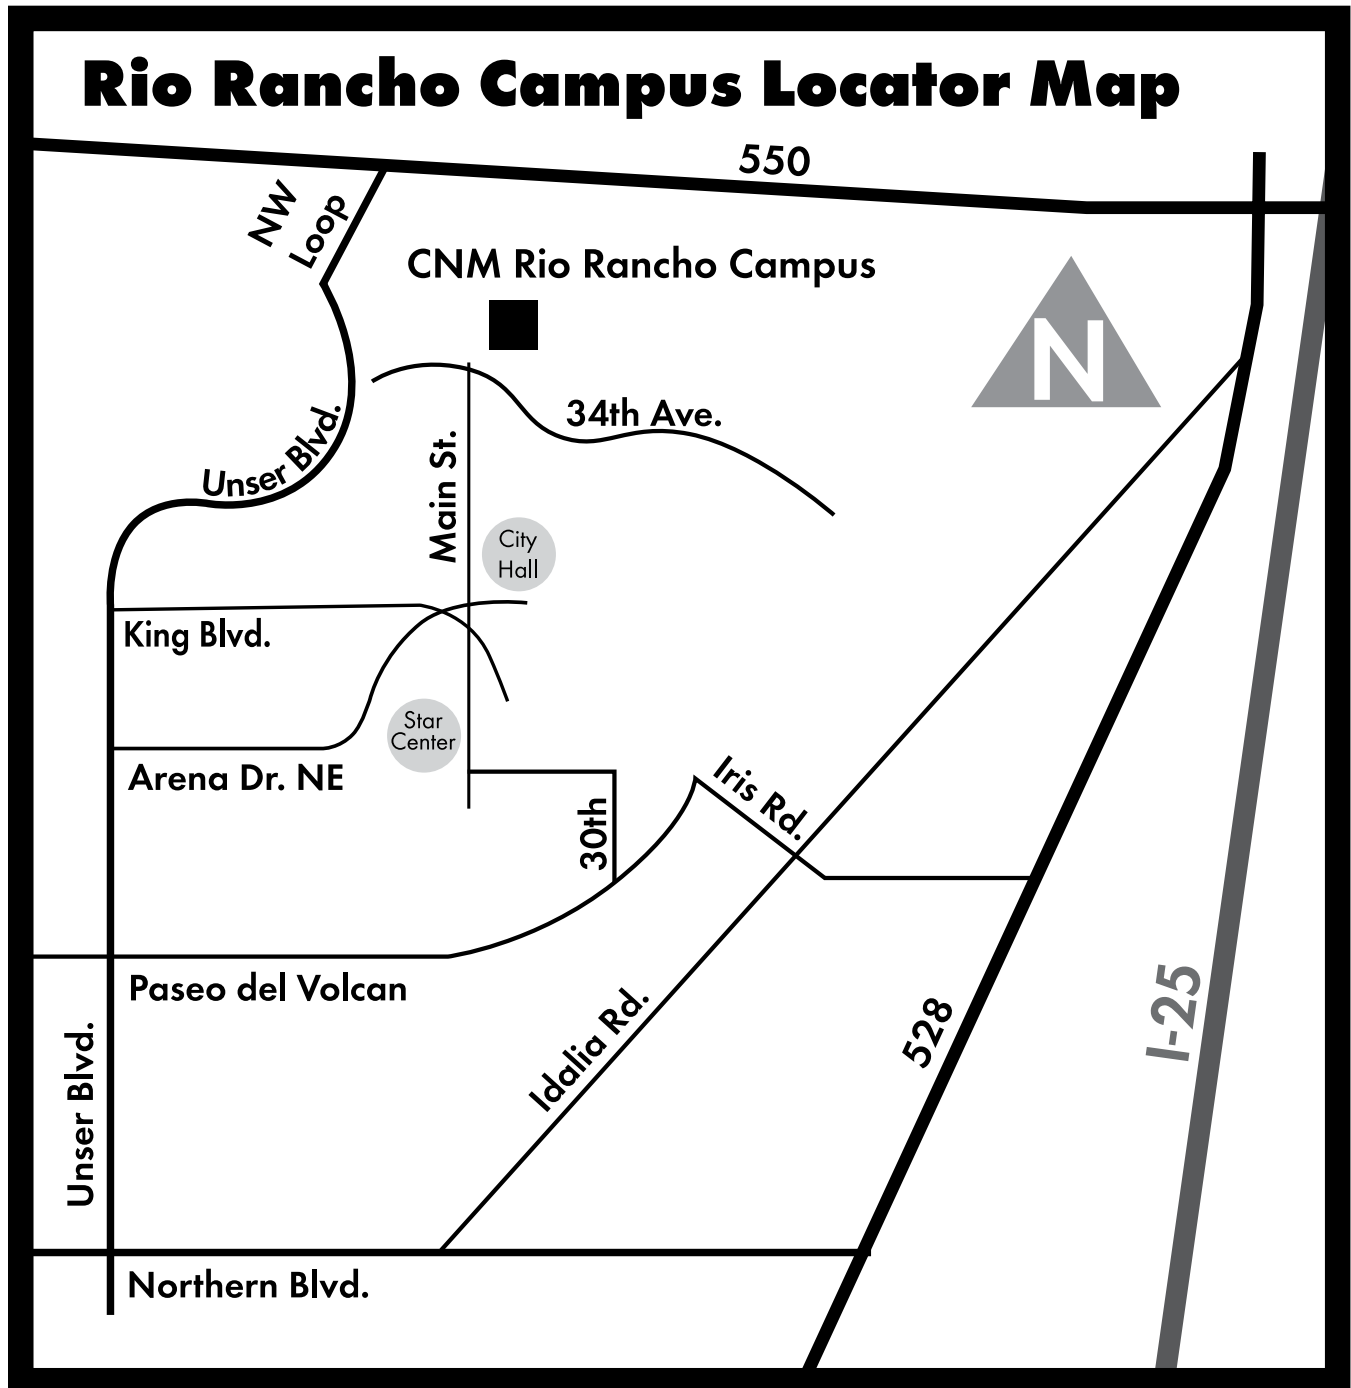 Rio Rancho Campus Locator Map
550
NW
Loop
CNM Rio Rancho Campus
N
34th Ave.
Unser Blvd.
Main St.
City
Hall
King Blvd.
Star
Center
Arena Dr. NE
Iris Rd.
30th
Paseo del Volcan
Idalia Rd.
528
I-25
Unser Blvd.
Northern Blvd.